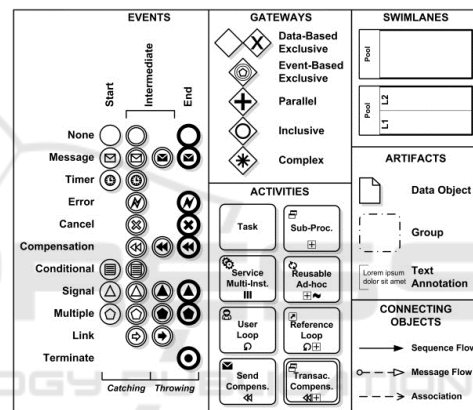 EVENTS
Start
Intermediate
End
None
Message
Timer
Error
Cancel
Compensation
Conditional
Signal
Multiple
Link
Terminate
Catching
Throwing
GATEWAYS
Data-Based
Exclusive
Event-Based
Exclusive
Parallel
Inclusive
Complex
ACTIVITIES
Task
Sub-Proc.
Service
Multi-Inst.
Reusable
Ad-hoc
User
Loop
Reference
Loop
Send
Compens.
Transac.
Compens.
SWIMLANES
Pool
Pool
L1 L2
ARTIFACTS
Data Object
Group
Lorem ipsum
dolor sit amet
Text
Annotation
CONNECTING
OBJECTS
Sequence Flow
Message Flow
Association